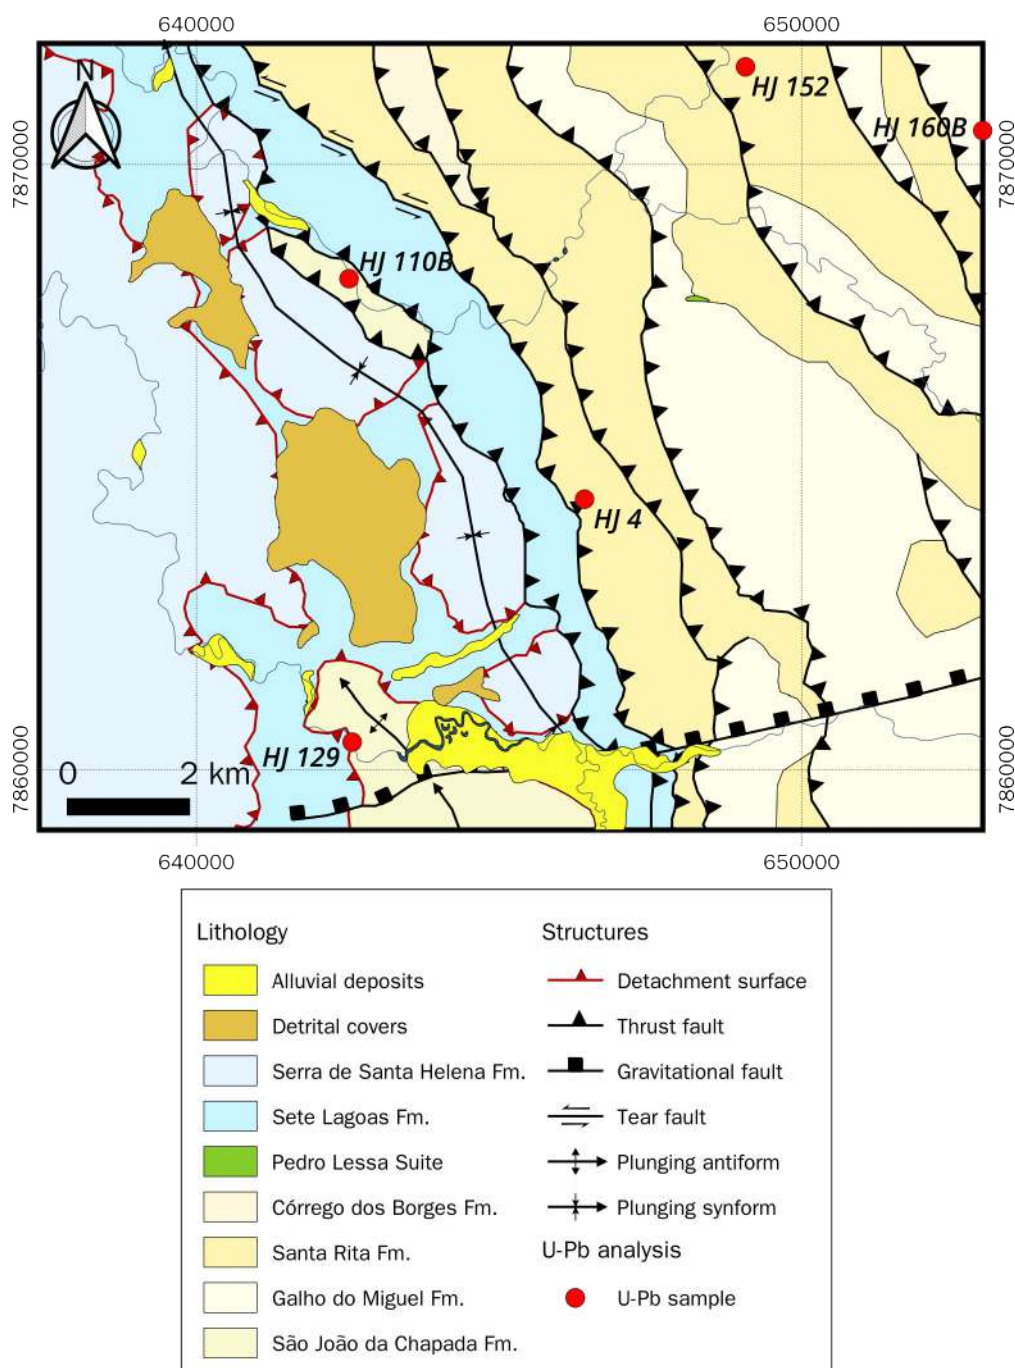 640000
650000
N
HJ 152
HJ 160B
7870000
7870000
HJ 110B
HJ 4
HJ 129
0 2 km
7860000
7860000
640000
650000
Lithology
Alluvial deposits
Detrital covers
Serra de Santa Helena Fm.
Sete Lagoas Fm.
Pedro Lessa Suite
Córrego dos Borges Fm.
Santa Rita Fm.
Galho do Miguel Fm.
São João da Chapada Fm.
Structures
Detachment surface
Thrust fault
Gravitational fault
Tear fault
Plunging antiform
Plunging synform
U-Pb analysis
U-Pb sample